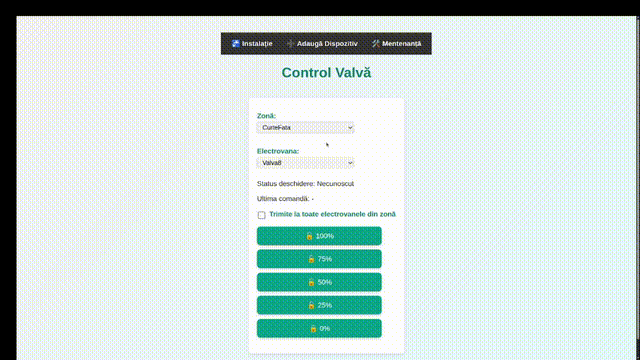 Instalație Adaugă Dispozitiv Mentenanță
Control Valvă
Zonă:
CurteFata
Electrovana:
Valva8
Status deschidere: Necunoscut
Ultima comandă: -
Trimite la toate electrovanele din zonă
100%
75%
50%
25%
0%